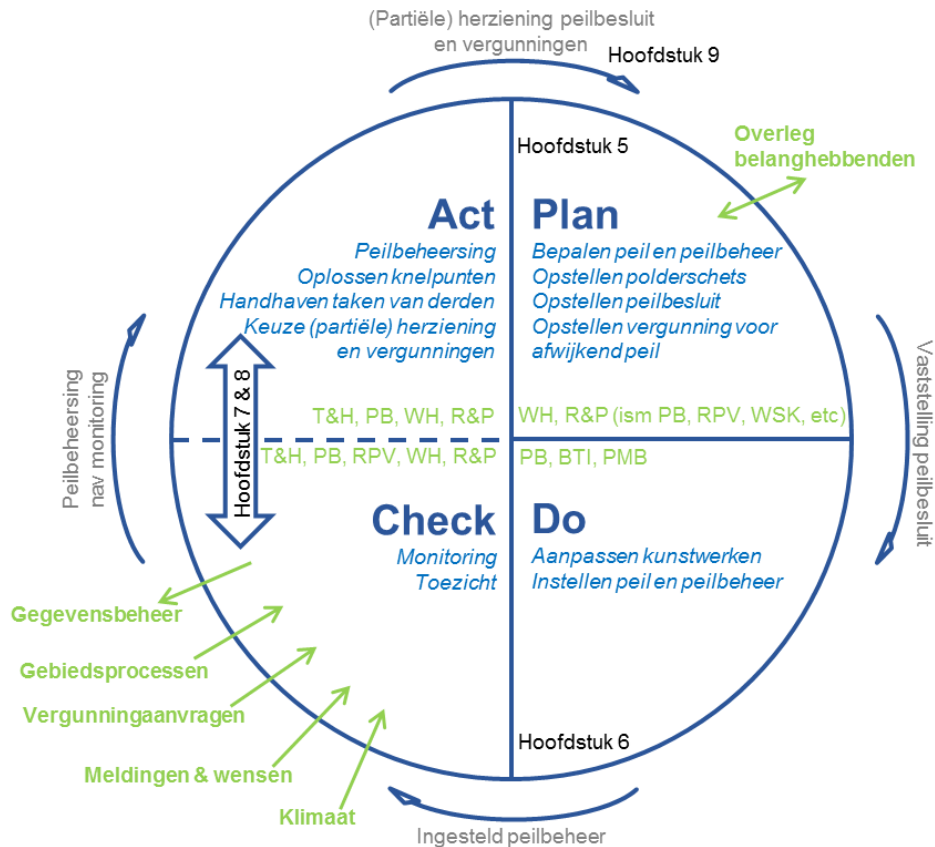 (Partiële) herziening peilbesluit
en vergunningen
Hoofdstuk 9
Hoofdstuk 5
Overleg
belanghebbenden
Act
Peilbeheersing
Oplossen knelpunten
Handhaven taken van derden
Keuze (partiële) herziening
en vergunningen
Plan
Bepalen peil en peilbeheer
Opstellen polderschets
Opstellen peilbesluit
Opstellen vergunning voor
afwijkend peil
Peilbeheersing
nav monitoring
Hoofdstuk 7 & 8
Vaststelling peilbesluit
T&H, PB, WH, R&P
WH, R&P (ism PB, RPV, WSK, etc)
T&H, PB, RPV, WH, R&P
PB, BTI, PMB
Check
Monitoring
Toezicht
Do
Aanpassen kunstwerken
Instellen peil en peilbeheer
Gegevensbeheer
Gebiedsprocessen
Vergunningaanvragen
Meldingen & wensen
Klimaat
Hoofdstuk 6
Ingesteld peilbeheer